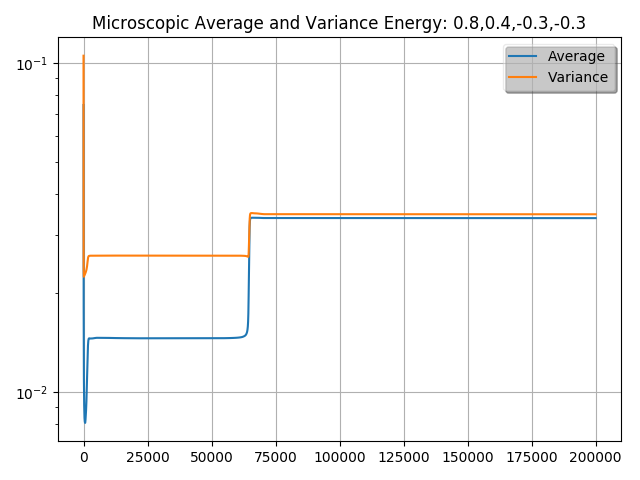 Microscopic Average and Variance Energy: 0.8,0.4,-0.3,-0.3
10⁻¹
Average
Variance
10⁻²
0 25000 50000 75000 100000 125000 150000 175000 200000